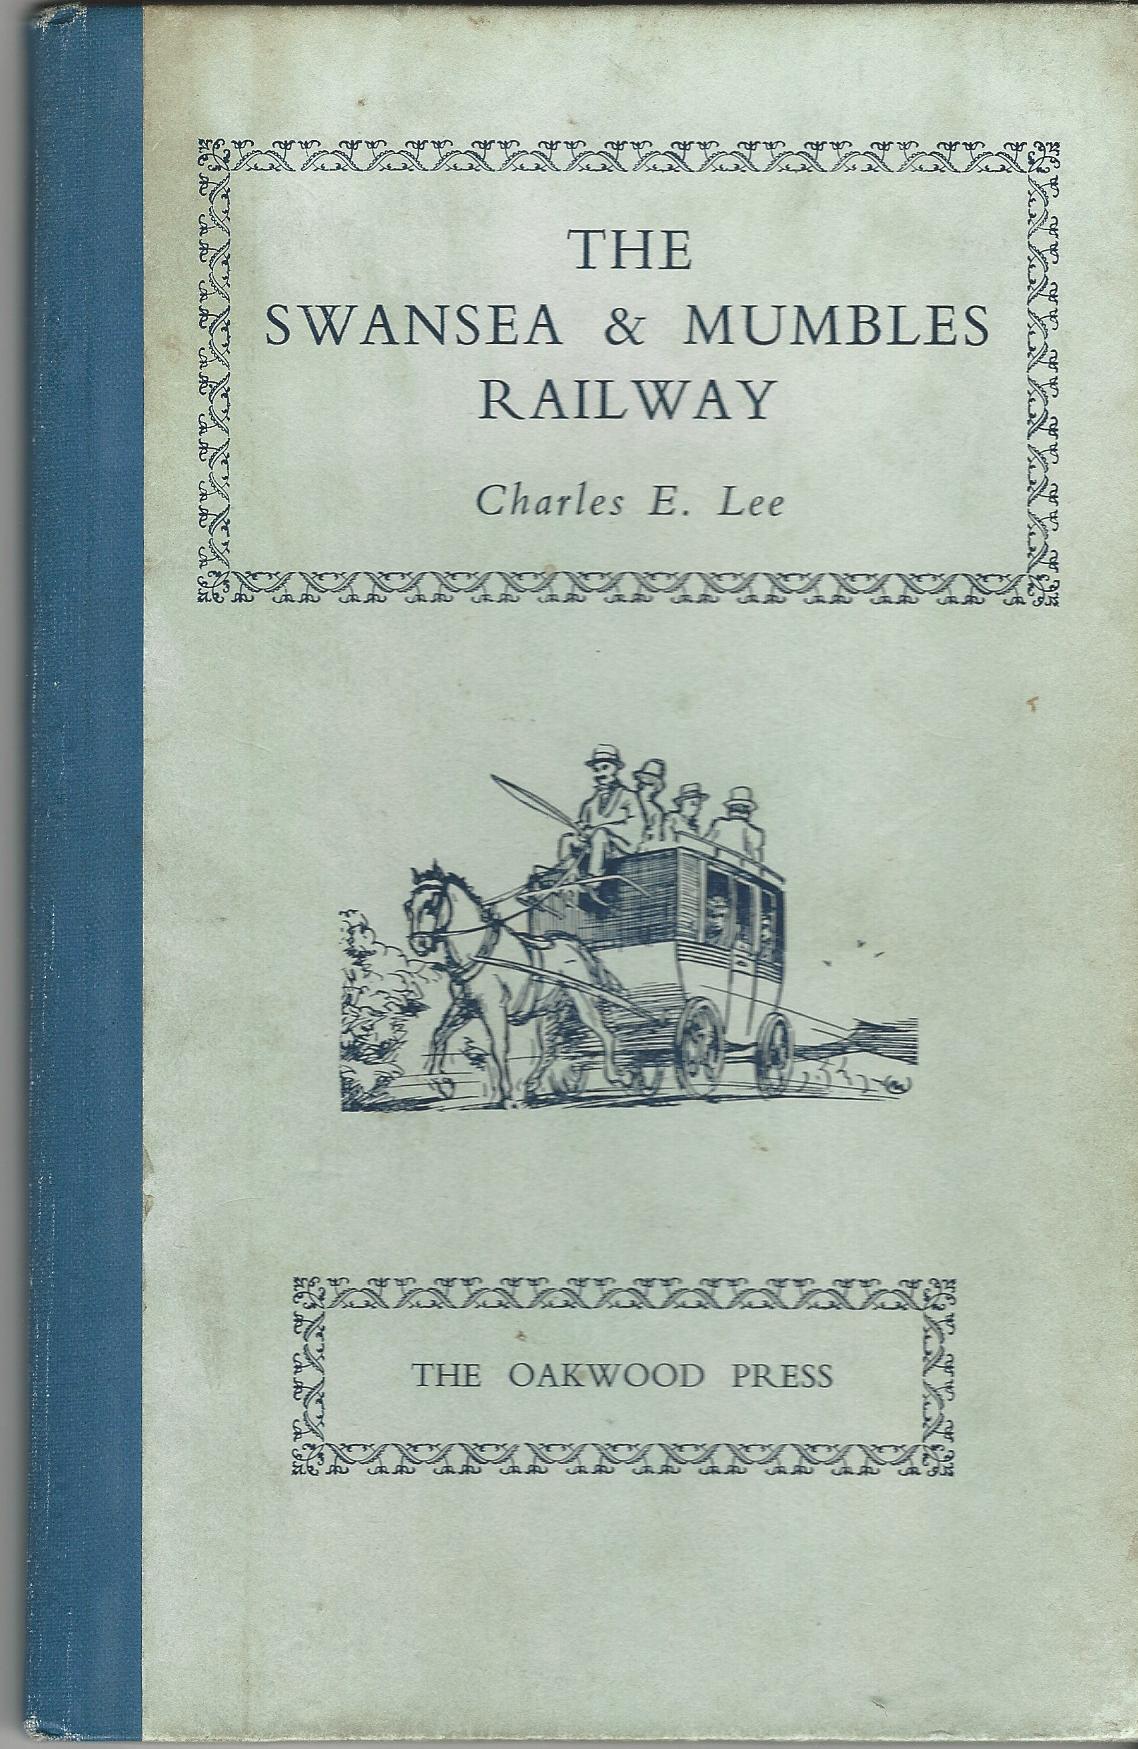 THE
SWANSEA & MUMBLES
RAILWAY
Charles E. Lee
THE OAKWOOD PRESS